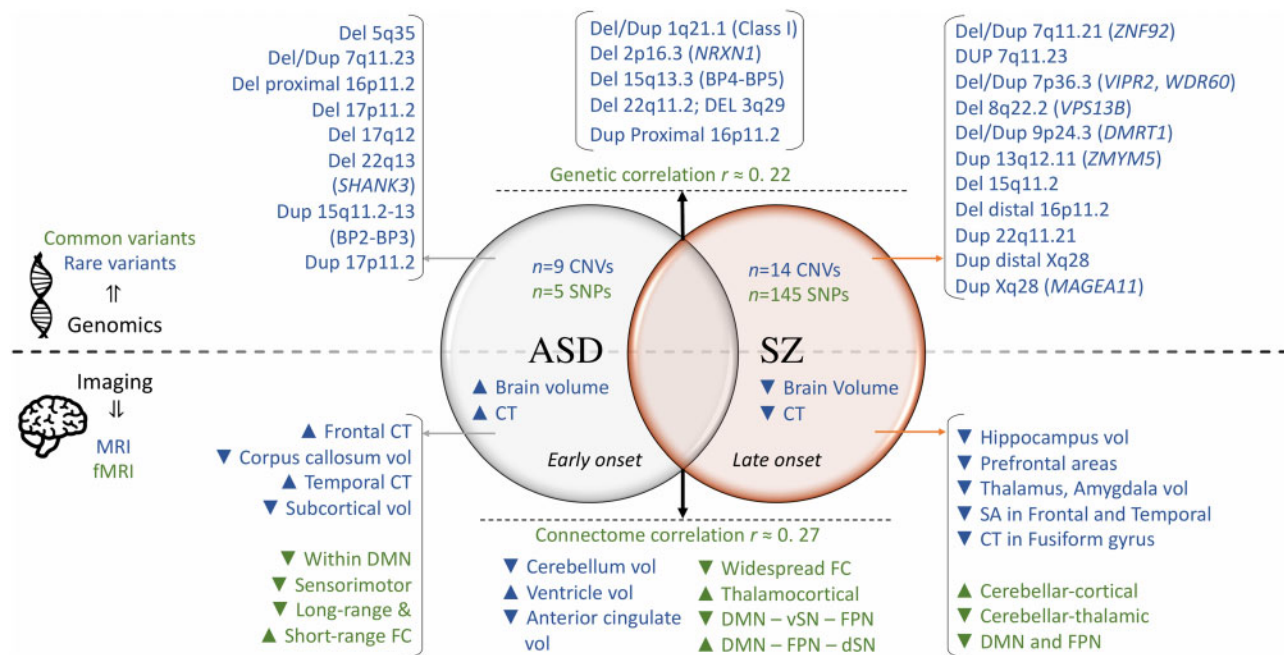 Del 5q35
Del/Dup 7q11.23
Del proximal 16p11.2
Del 17p11.2
Del 17q12
Del 22q13
(SHANK3)
Dup 15q11.2-13
(BP2-BP3)
Dup 17p11.2
Del/Dup 1q21.1 (Class I)
Del 2p16.3 (NRXN1)
Del 15q13.3 (BP4-BP5)
Del 22q11.2; DEL 3q29
Dup Proximal 16p11.2
Del/Dup 7q11.21 (ZNF92)
DUP 7q11.23
Del/Dup 7p36.3 (VIPR2, WDR60)
Del 8q22.2 (VPS13B)
Del/Dup 9p24.3 (DMRT1)
Dup 13q12.11 (ZMYM5)
Del 15q11.2
Del distal 16p11.2
Dup 22q11.21
Dup distal Xq28
Dup Xq28 (MAGEA11)
Genetic correlation r ≈ 0. 22
Common variants
Rare variants
⇑
Genomics
n=9 CNVs
n=5 SNPs
n=14 CNVs
n=145 SNPs
ASD
SZ
▲ Brain volume
▲ CT
▼ Brain Volume
▼ CT
Early onset
Late onset
Imaging
⇓
MRI
fMRI
▲ Frontal CT
▼ Corpus callosum vol
▲ Temporal CT
▼ Subcortical vol
▼ Within DMN
▼ Sensorimotor
▼ Long-range &
▲ Short-range FC
Connectome correlation r ≈ 0. 27
▼ Cerebellum vol
▲ Ventricle vol
▼ Anterior cingulate
vol
▼ Widespread FC
▲ Thalamocortical
▼ DMN – vSN – FPN
▲ DMN – FPN – dSN
▼ Hippocampus vol
▼ Prefrontal areas
▼ Thalamus, Amygdala vol
▼ SA in Frontal and Temporal
▼ CT in Fusiform gyrus
▲ Cerebellar-cortical
▼ Cerebellar-thalamic
▼ DMN and FPN